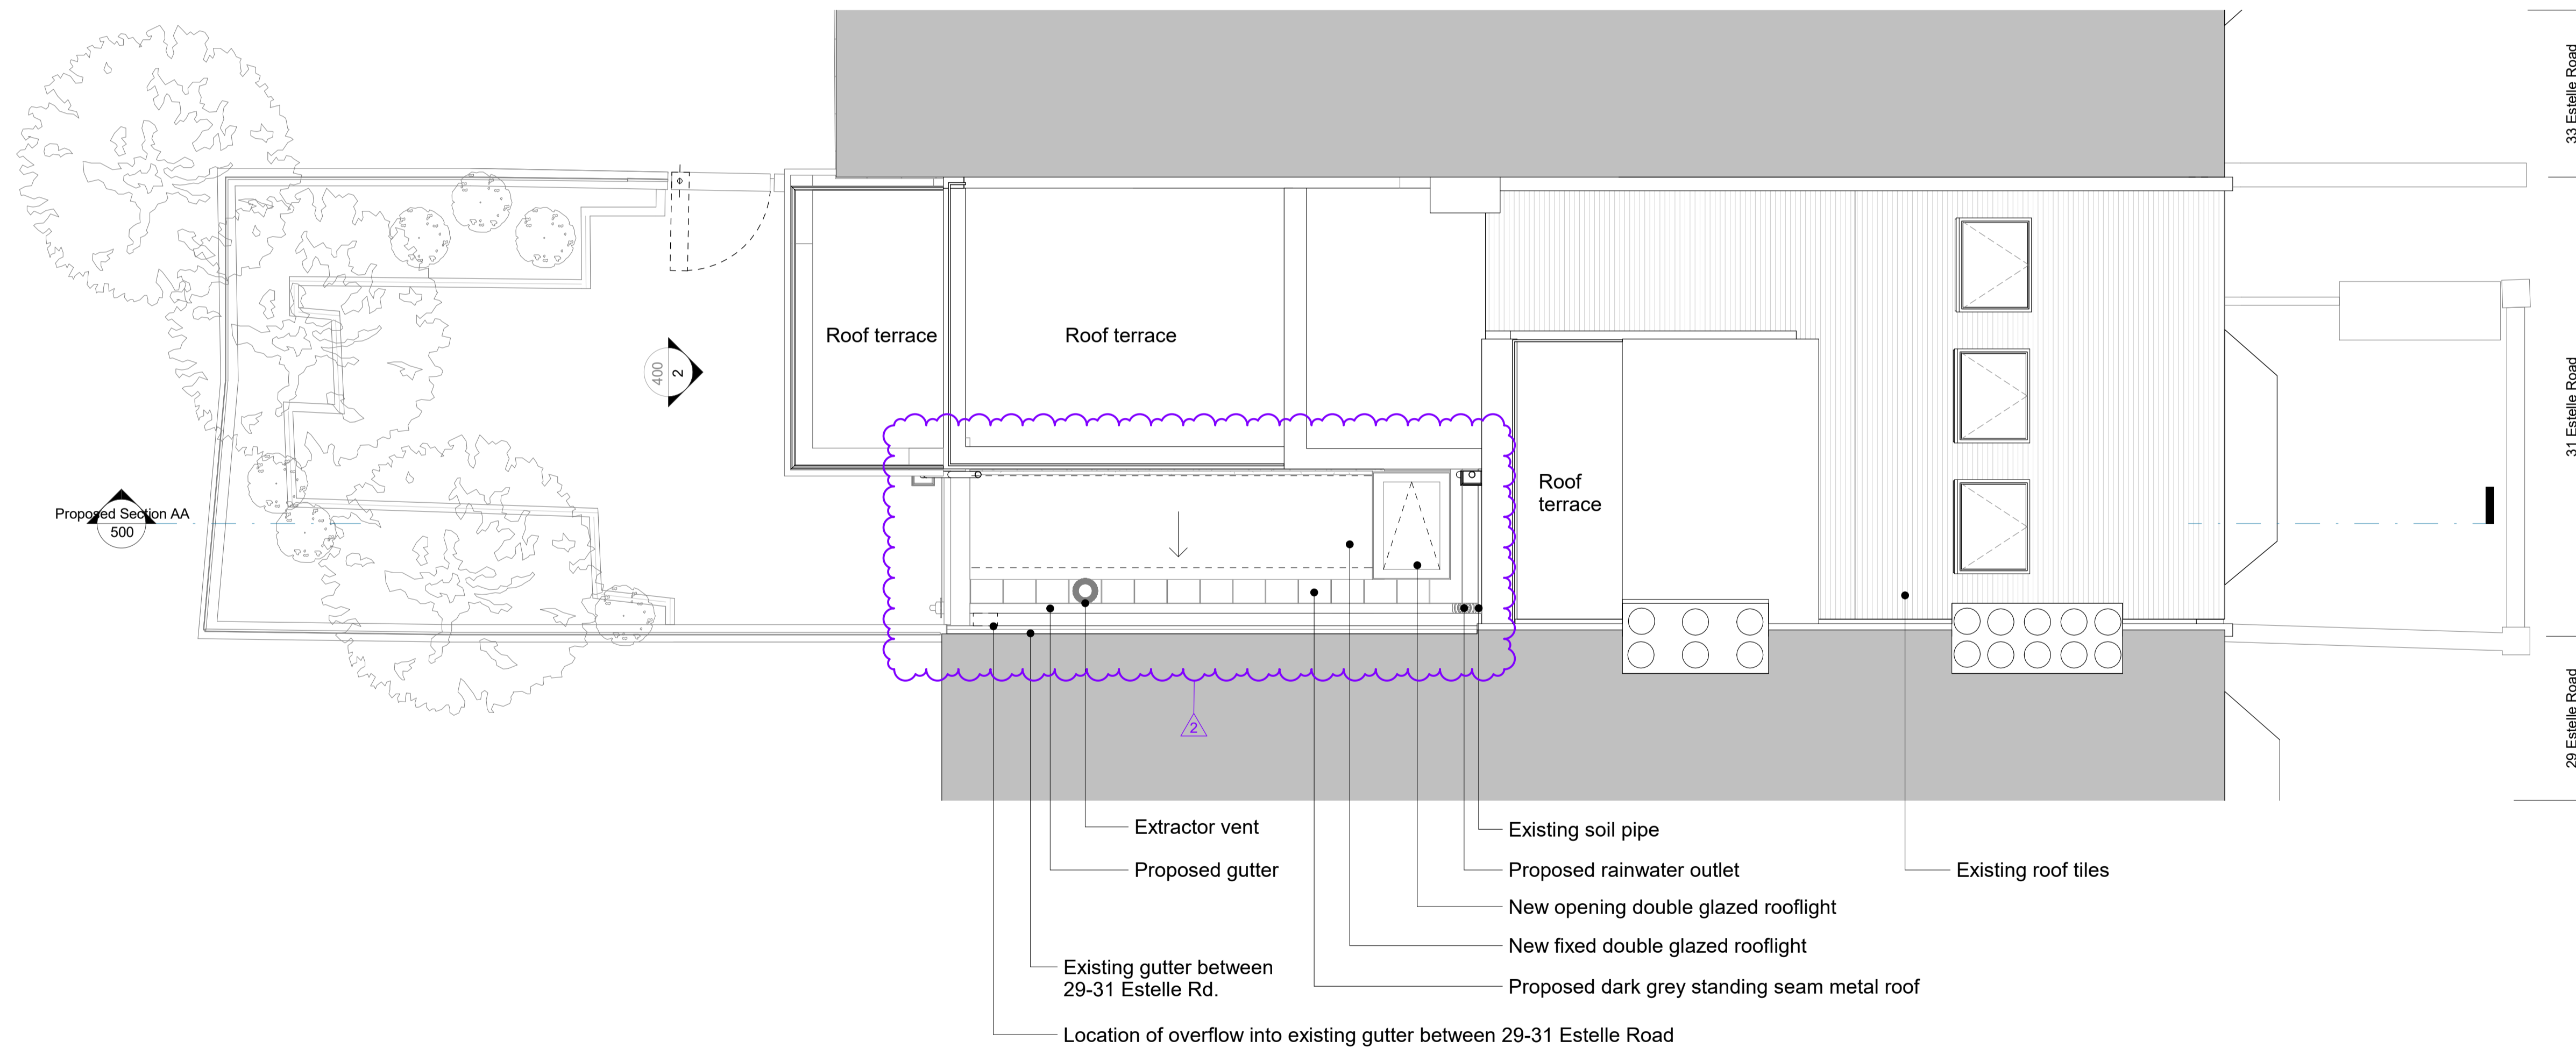 33 Estelle Road
Roof terrace
Roof terrace
400
2
31 Estelle Road
Roof
terrace
Proposed Section AA
500
2
29 Estelle Road
Extractor vent
Existing soil pipe
Proposed gutter
Proposed rainwater outlet
Existing roof tiles
New opening double glazed rooflight
New fixed double glazed rooflight
Existing gutter between
29-31 Estelle Rd.
Proposed dark grey standing seam metal roof
Location of overflow into existing gutter between 29-31 Estelle Road